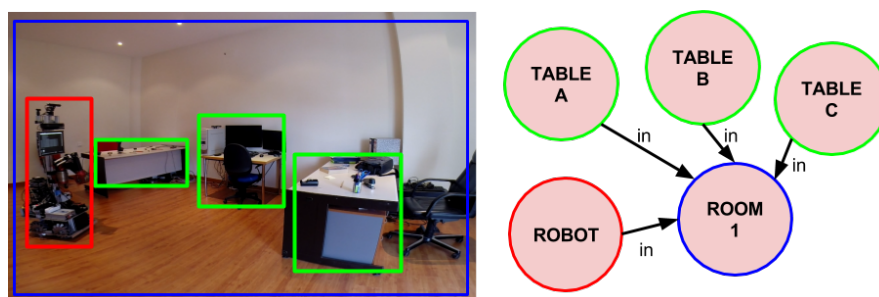 TABLE
A
TABLE
B
TABLE
C
in
in
in
ROBOT
in
ROOM
1